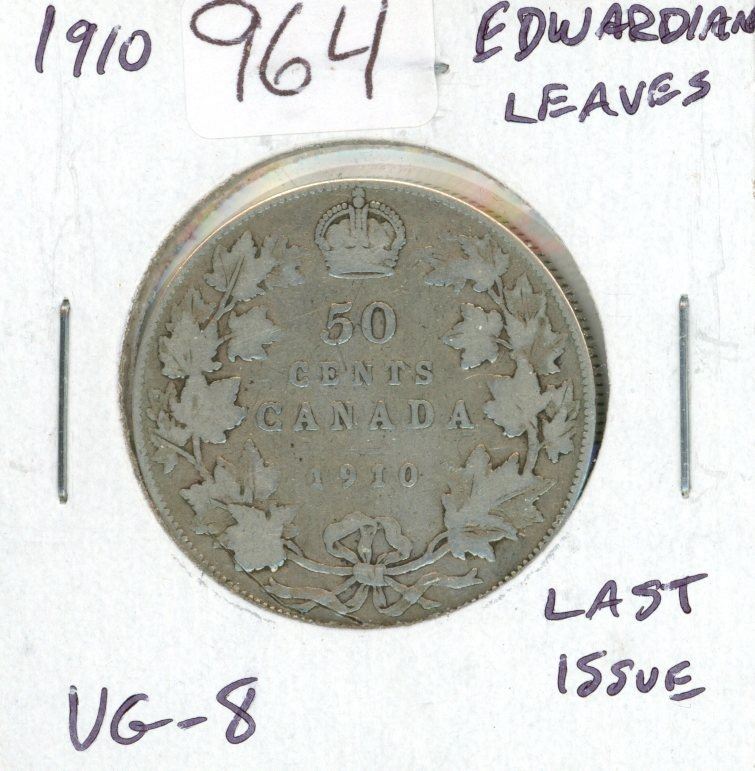 1910 964 EDWARDIAN
LEAVES
50
CENTS
CANADA
1910
LAST
ISSUE
VG-8